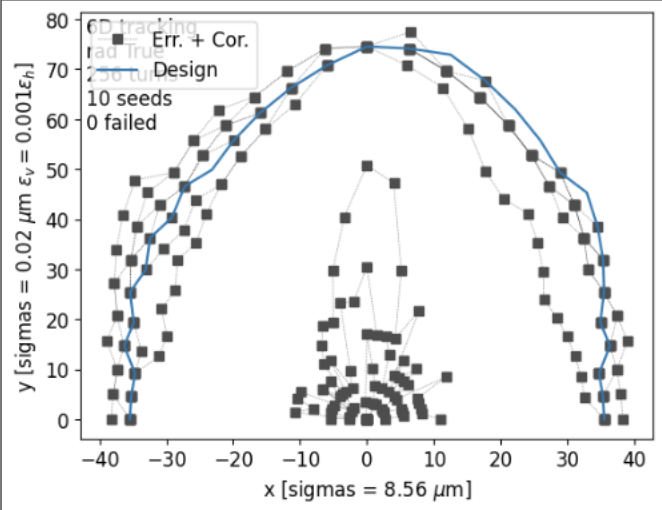 6D tracking
rad True
256 turns
10 seeds
0 failed
Err. + Cor.
Design
y [sigmas = 0.02 μm ε_v = 0.001ε_h]
80
70
60
50
40
30
20
10
0
−40 −30 −20 −10 0 10 20 30 40
x [sigmas = 8.56 μm]